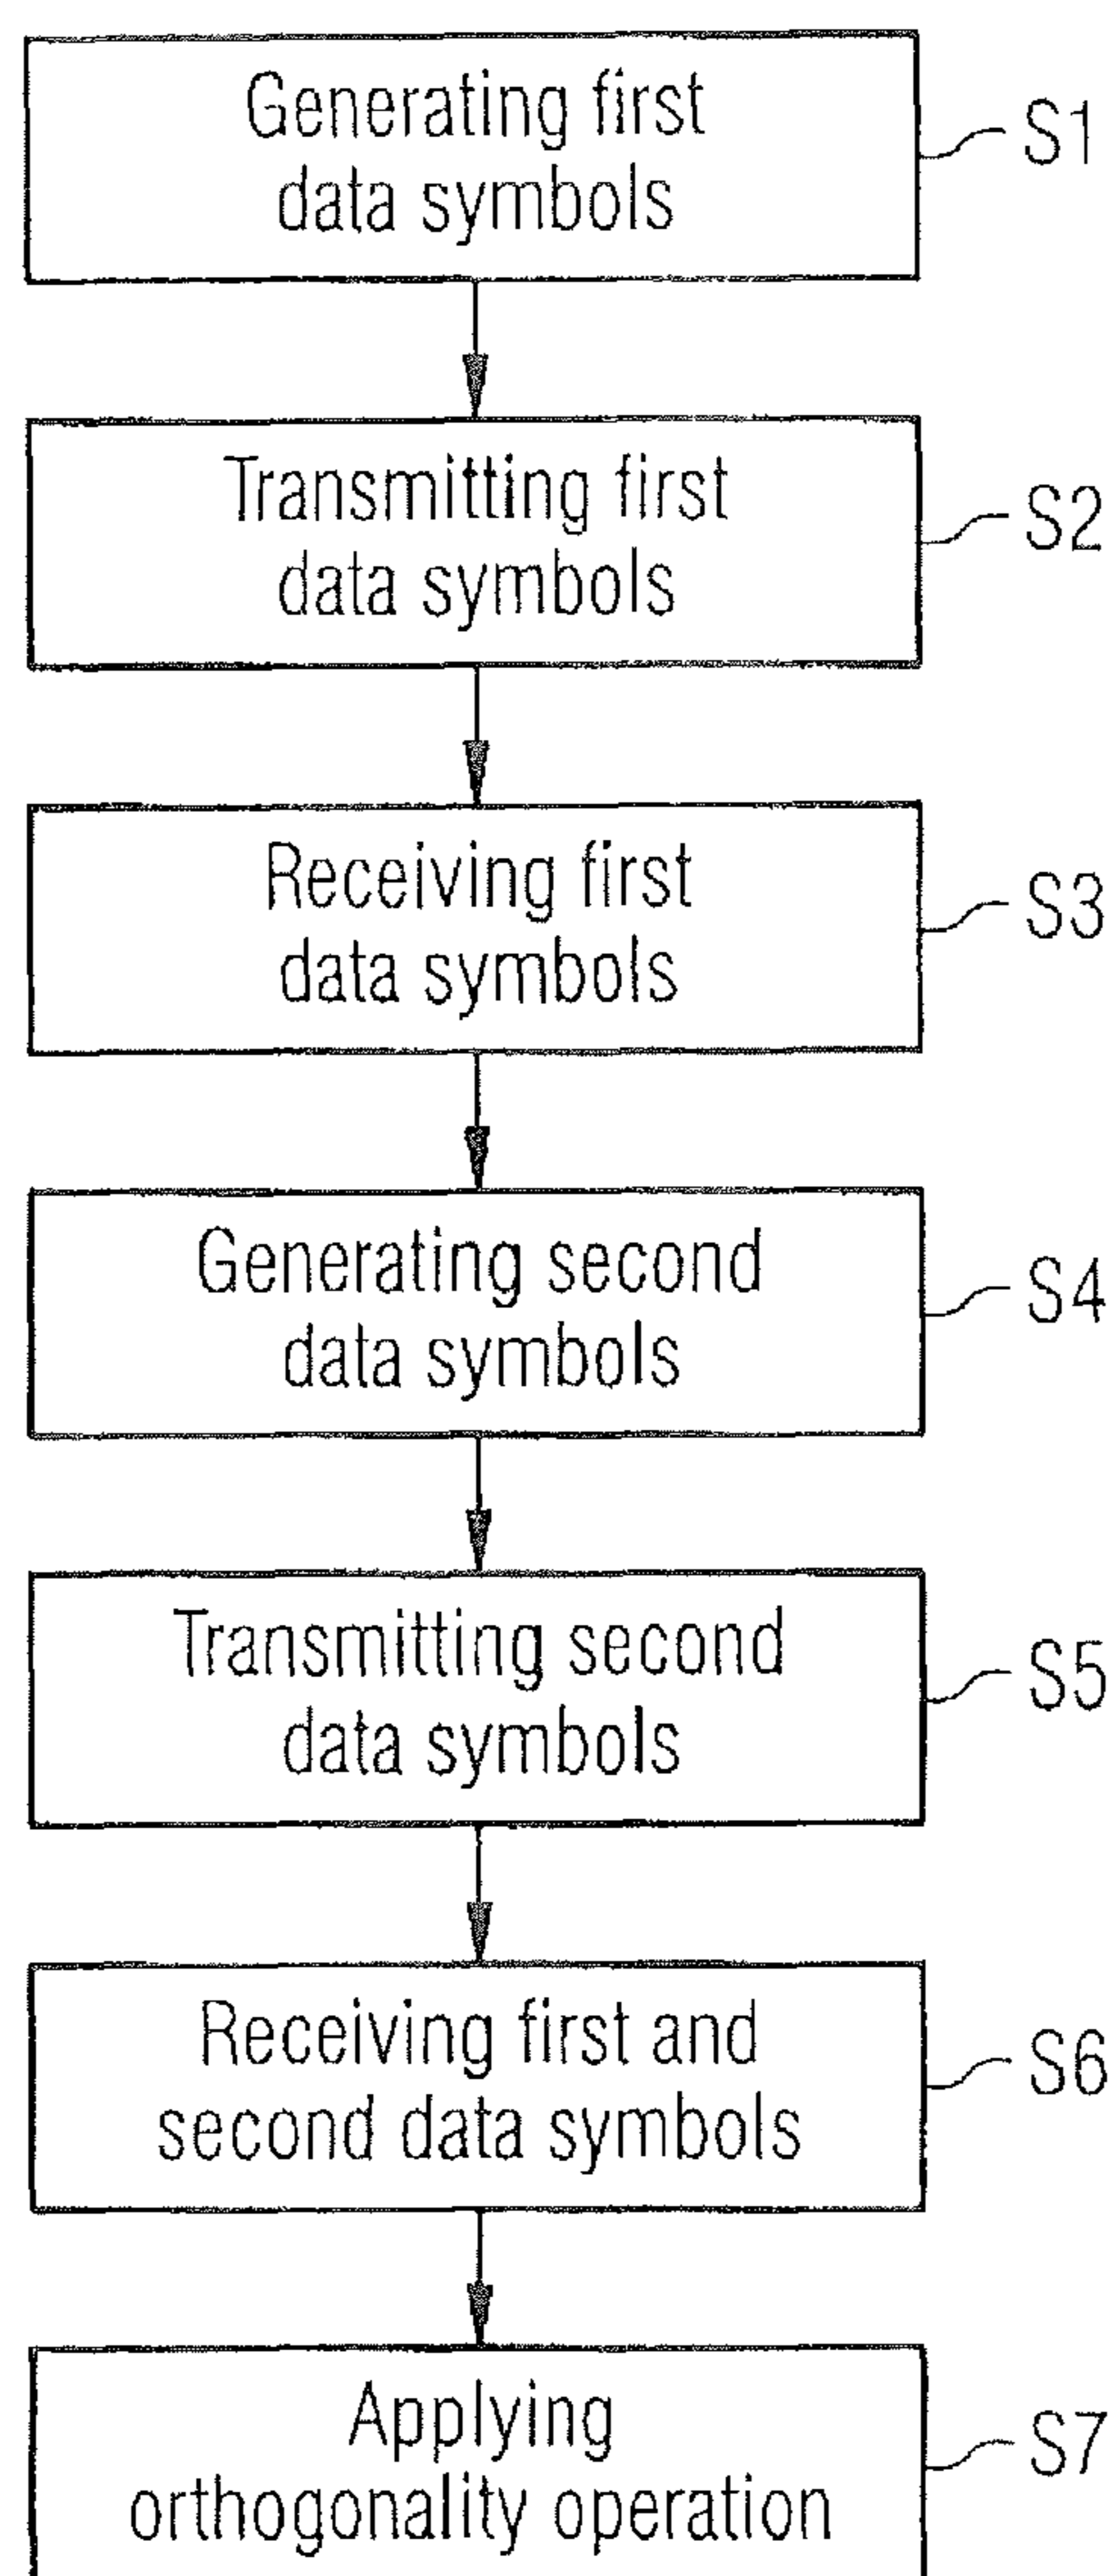 Generating first
data symbols
S1
Transmitting first
data symbols
S2
Receiving first
data symbols
S3
Generating second
data symbols
S4
Transmitting second
data symbols
S5
Receiving first and
second data symbols
S6
Applying
orthogonality operation
S7